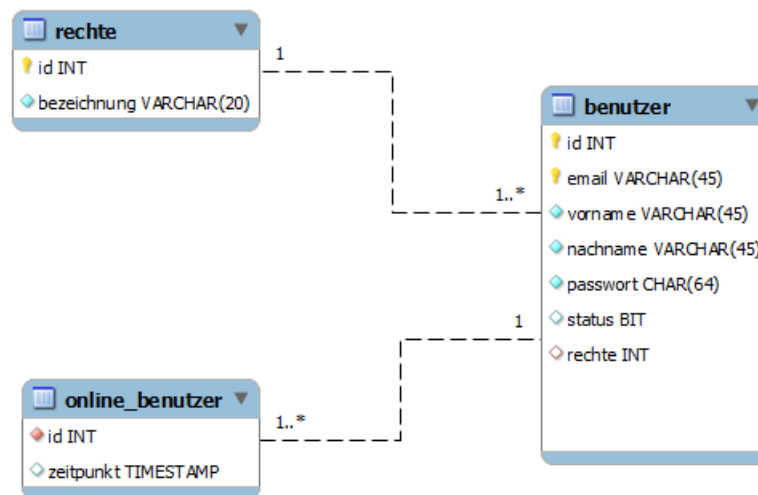 rechte
id INT
bezeichnung VARCHAR(20)
1
1..*
benutzer
id INT
email VARCHAR(45)
vorname VARCHAR(45)
nachname VARCHAR(45)
passwort CHAR(64)
status BIT
rechte INT
1
1..*
online_benutzer
id INT
zeitpunkt TIMESTAMP